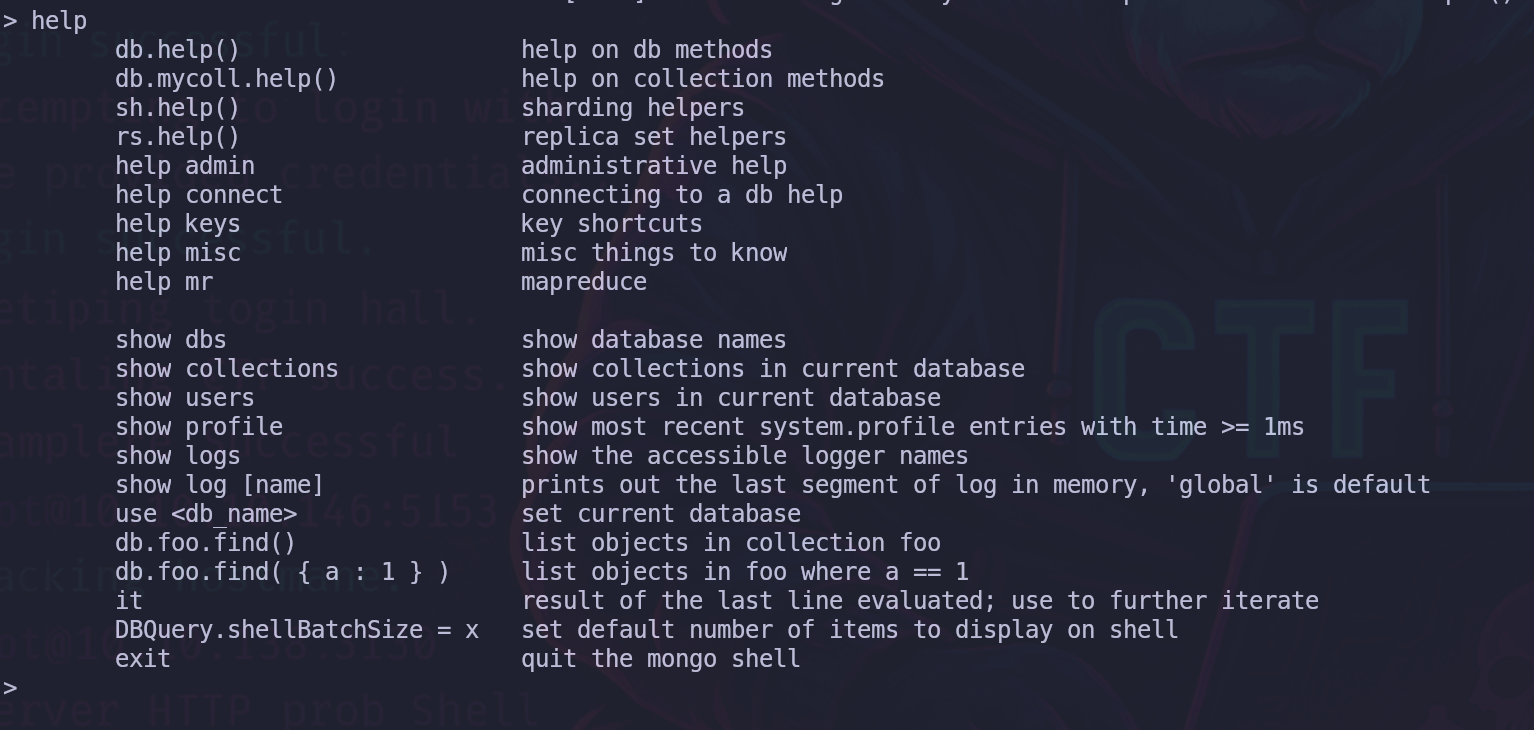 > help
db.help() help on db methods
db.mycoll.help() help on collection methods
sh.help() sharding helpers
rs.help() replica set helpers
help admin administrative help
help connect connecting to a db help
help keys key shortcuts
help misc misc things to know
help mr mapreduce
show dbs show database names
show collections show collections in current database
show users show users in current database
show profile show most recent system.profile entries with time >= 1ms
show logs show the accessible logger names
show log [name] prints out the last segment of log in memory, 'global' is default
use <db_name> set current database
db.foo.find() list objects in collection foo
db.foo.find( { a : 1 } ) list objects in foo where a == 1
it result of the last line evaluated; use to further iterate
DBQuery.shellBatchSize = x set default number of items to display on shell
exit quit the mongo shell
>
CTF